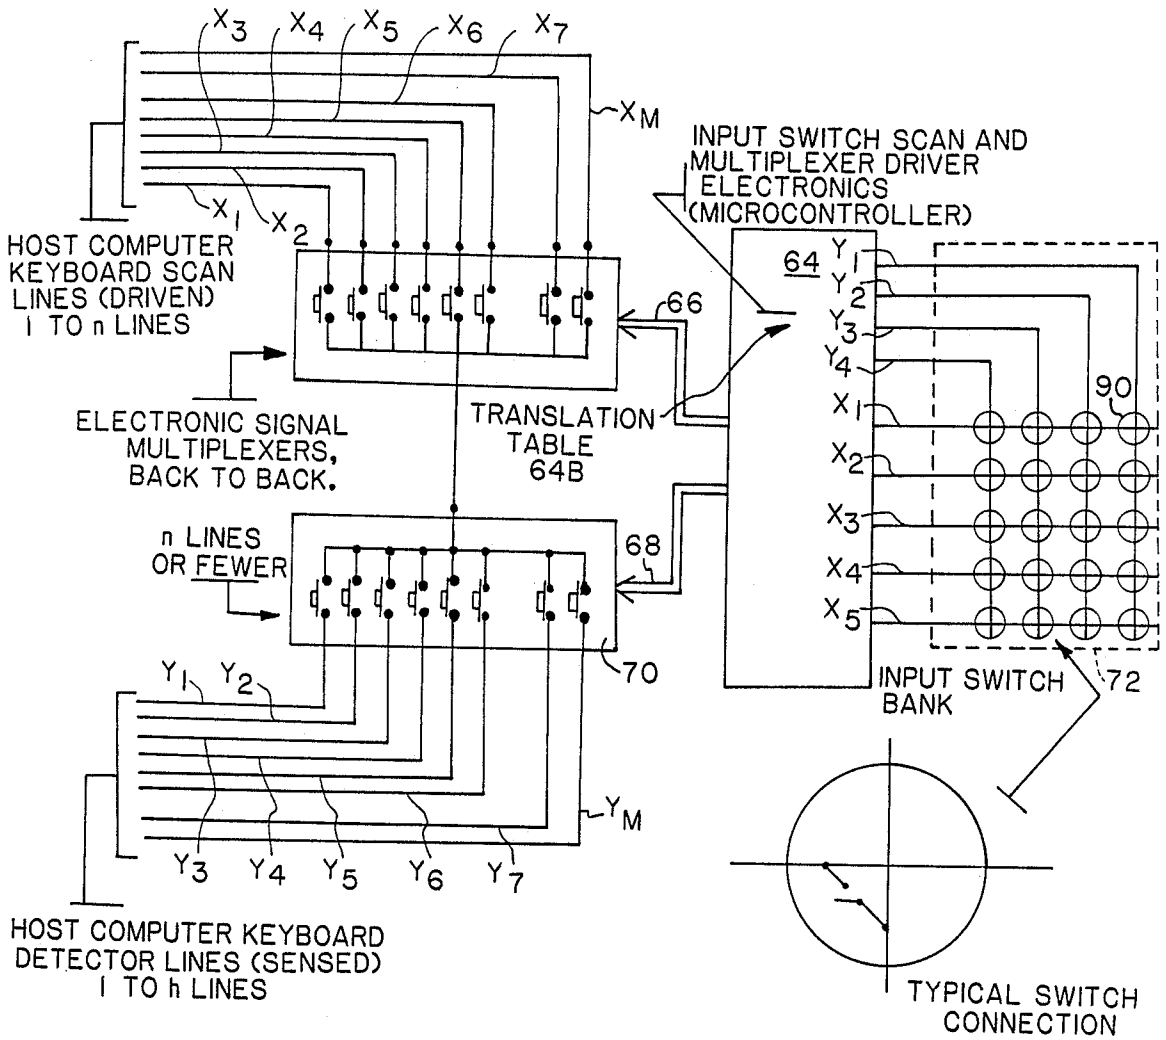 X3 X4 X5 X6 X7
XM
X1 X2
HOST COMPUTER
KEYBOARD SCAN
LINES (DRIVEN)
1 TO n LINES
INPUT SWITCH SCAN AND
MULTIPLEXER DRIVER
ELECTRONICS
(MICROCONTROLLER)
64
66
Y1
Y2
Y3
Y4
X1
X2
X3
X4
X5
90
ELECTRONIC SIGNAL
MULTIPLEXERS,
BACK TO BACK.
TRANSLATION
TABLE
64B
n LINES
OR FEWER
68
70
INPUT SWITCH
BANK
72
Y1 Y2
YM
Y3 Y4 Y5 Y6 Y7
HOST COMPUTER KEYBOARD
DETECTOR LINES (SENSED)
1 TO h LINES
TYPICAL SWITCH
CONNECTION